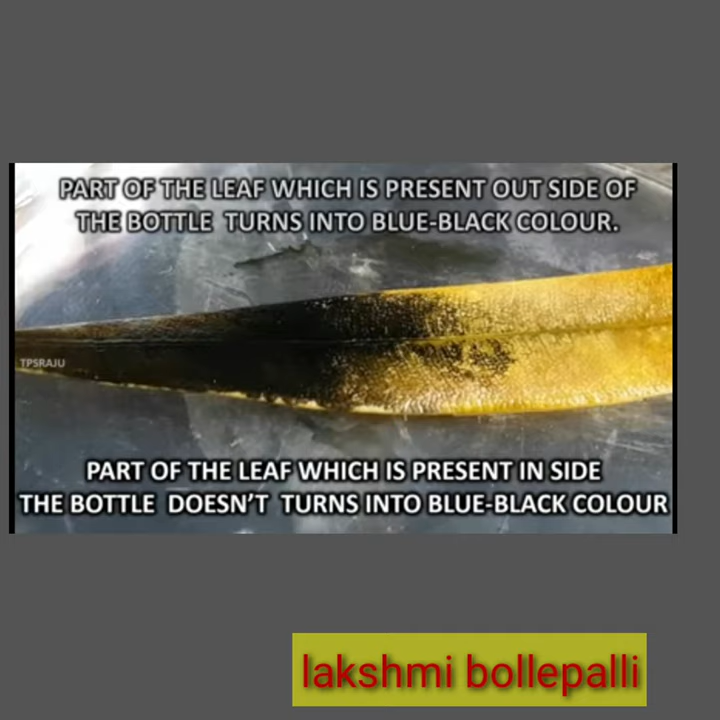 PART OF THE LEAF WHICH IS PRESENT OUT SIDE OF
THE BOTTLE TURNS INTO BLUE-BLACK COLOUR.
TPSRAJU
PART OF THE LEAF WHICH IS PRESENT IN SIDE
THE BOTTLE DOESN'T TURNS INTO BLUE-BLACK COLOUR
lakshmi bollepalli